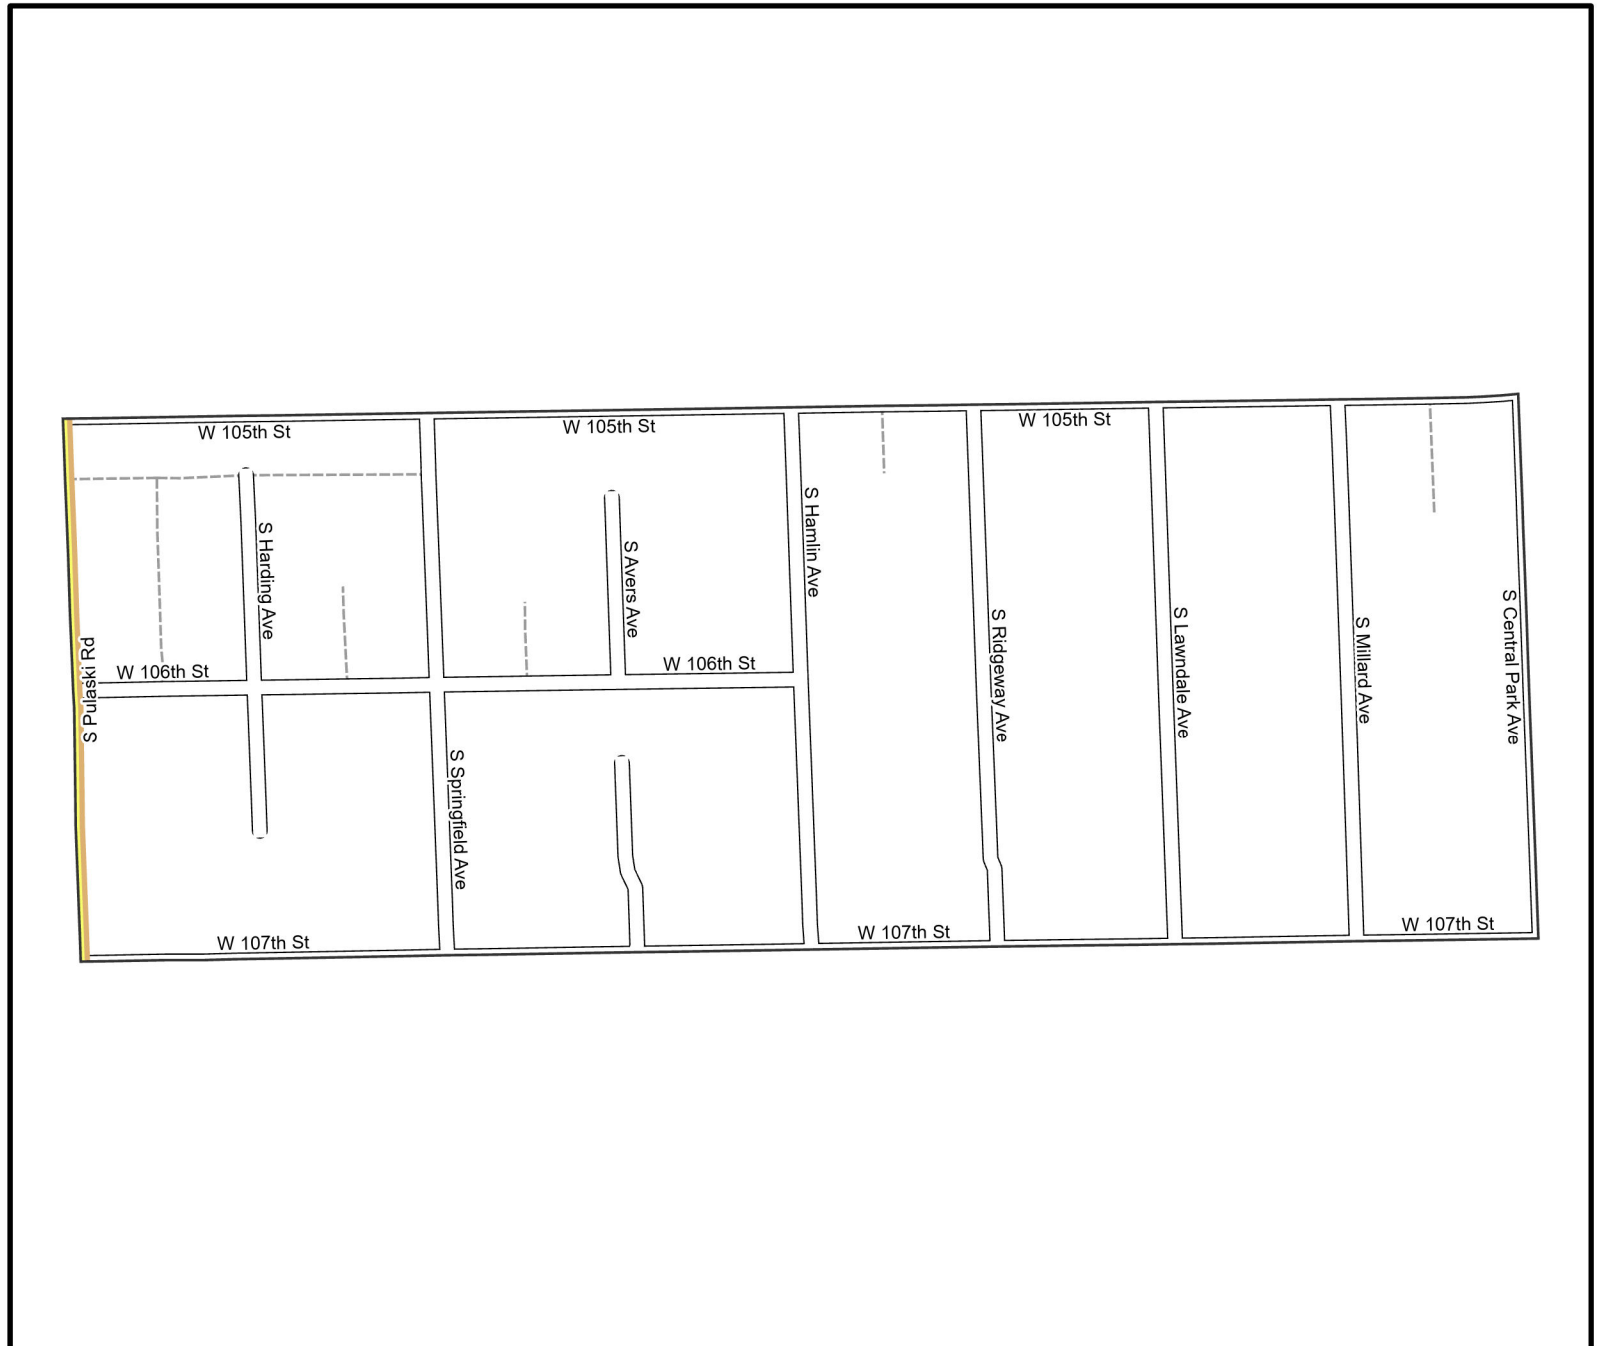 W 105th St
W 105th St
W 105th St
S Hamlin Ave
S Harding Ave
S Avers Ave
S Central Park Ave
S Ridgeway Ave
S Lawndale Ave
S Millard Ave
S Pulaski Rd
W 106th St
W 106th St
S Springfield Ave
W 107th St
W 107th St
W 107th St